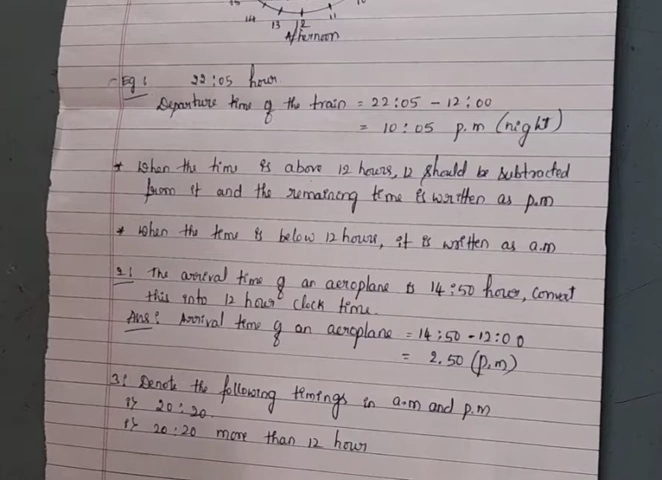 15 14 13 12 11 10
Afternoon
Eg: 22:05 hour.
Departure time of the train = 22:05 - 12:00
= 10:05 p.m (night)
* When the time is above 12 hours, 12 should be subtracted
from it and the remaining time is written as p.m
* When the time is below 12 hours, it is written as a.m
2: The arrival time of an aeroplane is 14:50 hour, convert
this into 12 hour clock time.
Ans: Arrival time of an aeroplane = 14:50 - 12:00
= 2.50 (p.m)
3: Denote the following timings in a.m and p.m
i) 20:20.
i) 20:20 more than 12 hour